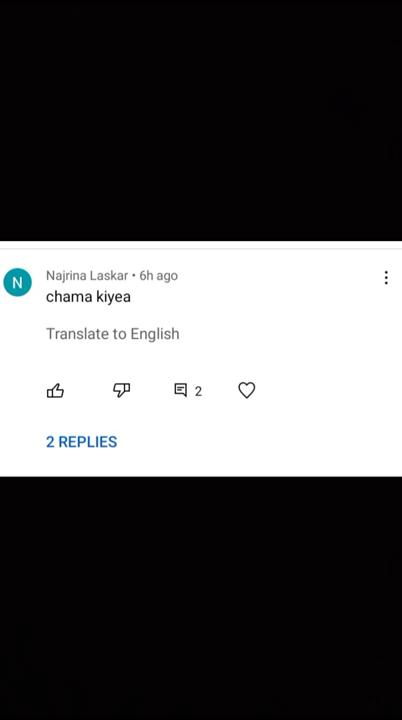 N
Najrina Laskar • 6h ago
chama kiyea
Translate to English
2
2 REPLIES